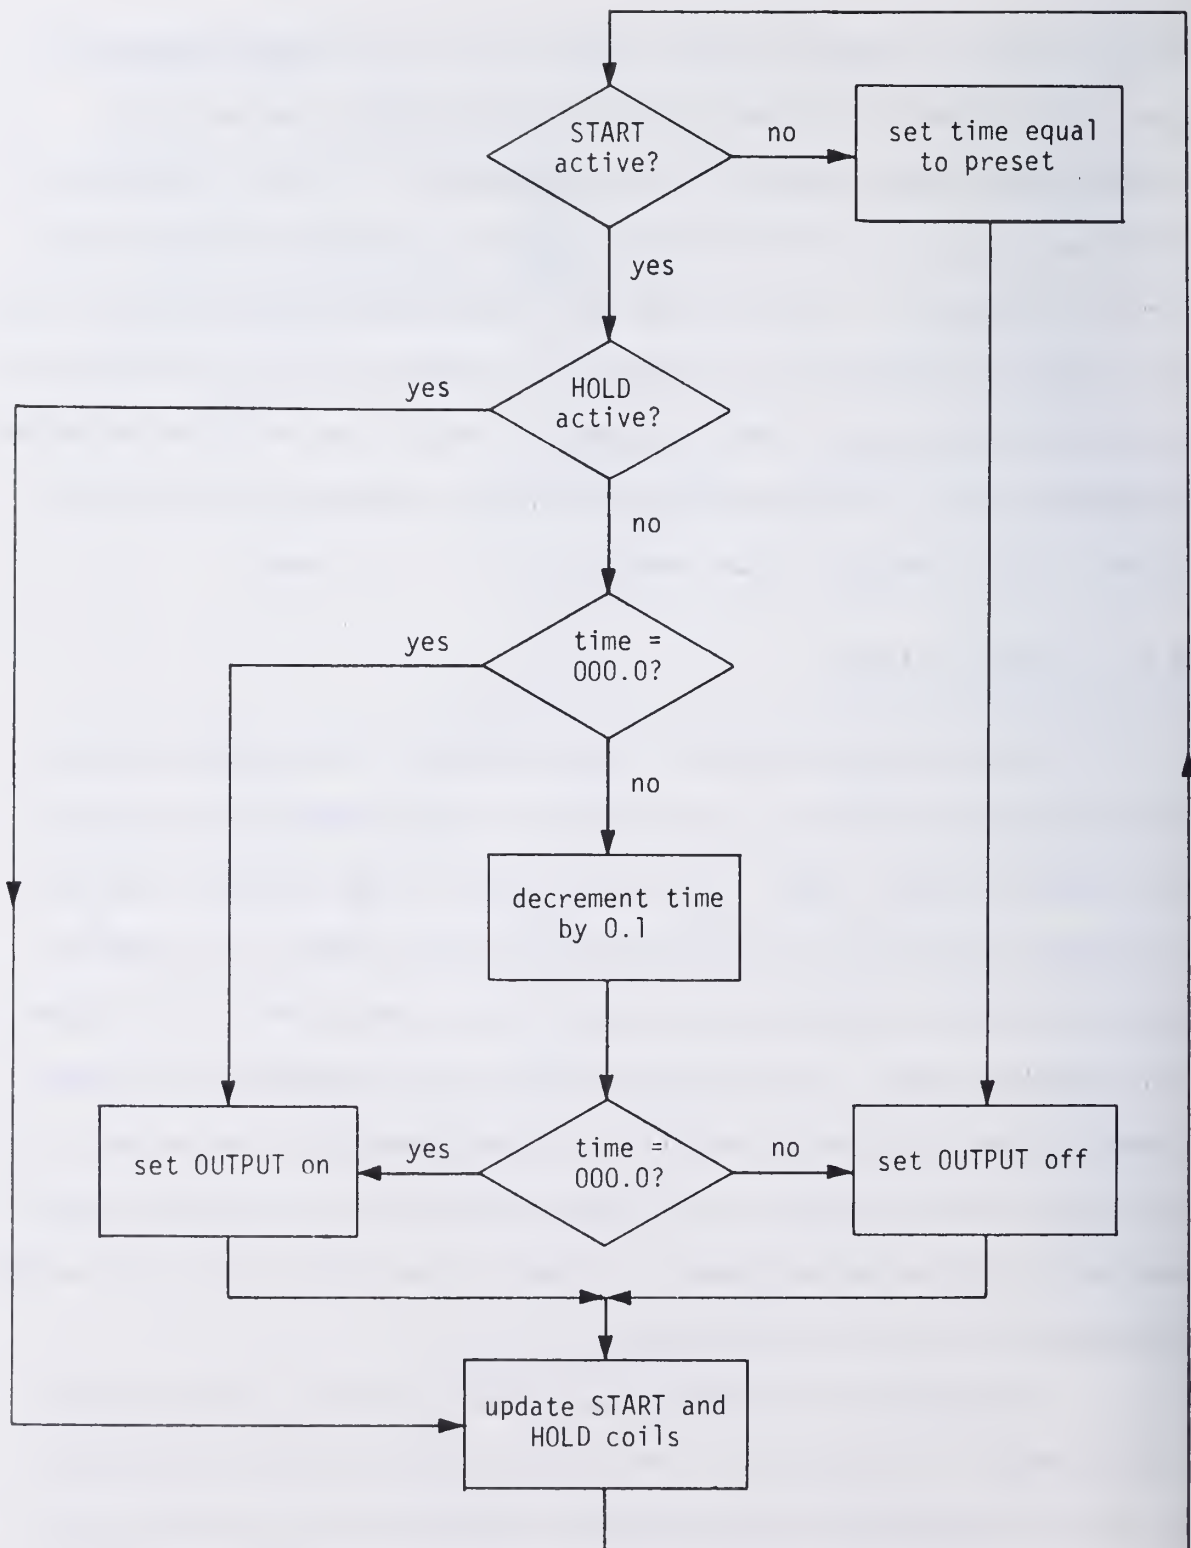 START
active?
no
set time equal
to preset
yes
HOLD
active?
yes
no
time =
000.0?
yes
no
decrement time
by 0.1
time =
000.0?
yes
no
set OUTPUT on
set OUTPUT off
update START and
HOLD coils